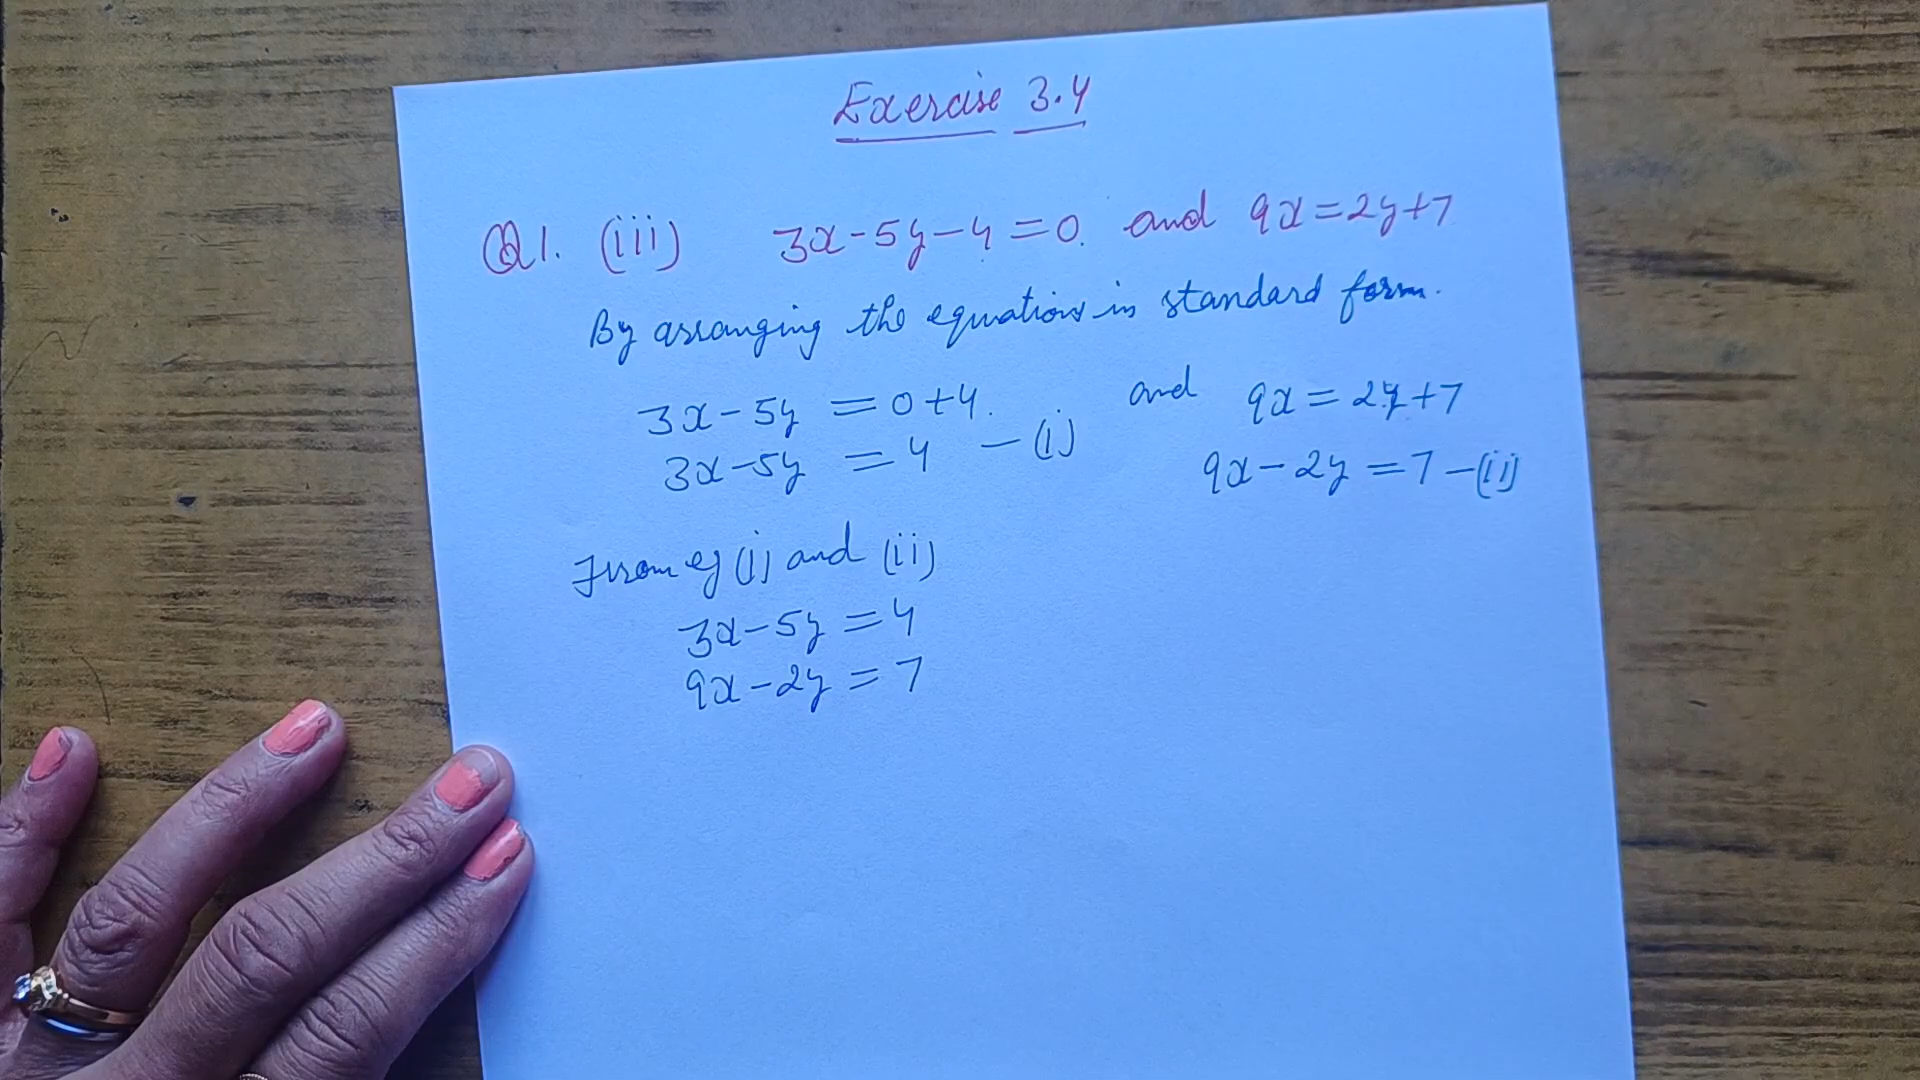 Exercise 3.4
Q1. (iii) 3x-5y-4=0. and 9x=2y+7
By arranging the equations in standard form.
3x-5y = 0+4. and 9x=2y+7
3x-5y = 4 -(i) 9x-2y=7-(ii)
From eq (i) and (ii)
3x-5y=4
9x-2y=7